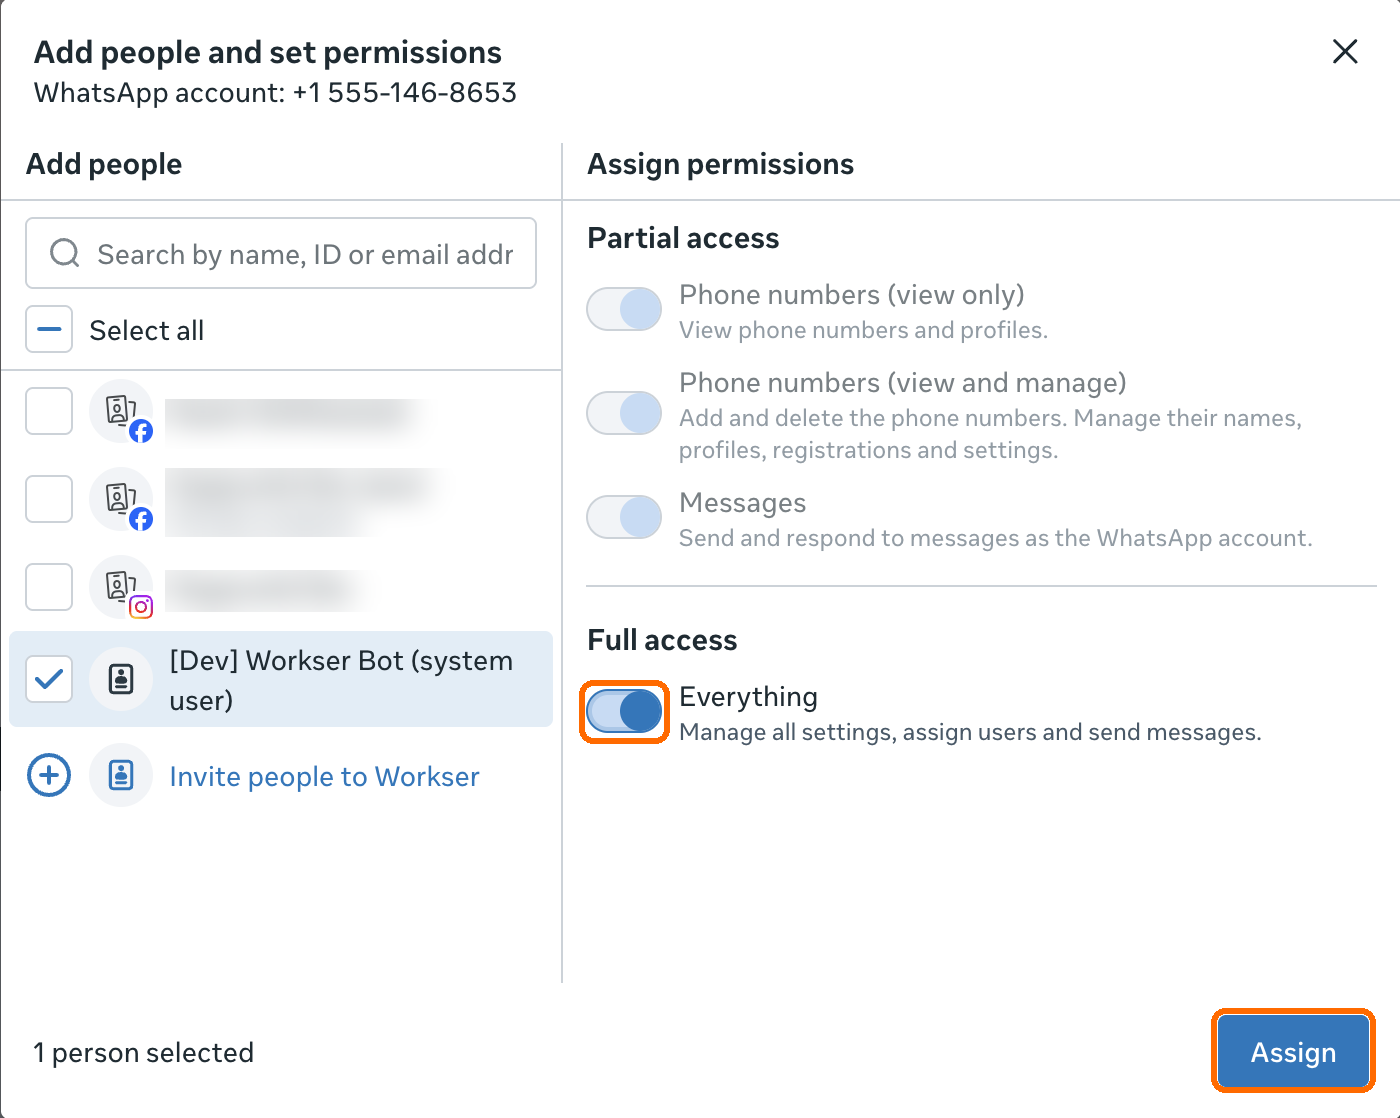 Add people and set permissions
WhatsApp account: +1 555-146-8653
Add people
Search by name, ID or email addr
Select all
[Dev] Workser Bot (system
user)
Invite people to Workser
1 person selected
Assign permissions
Partial access
Phone numbers (view only)
View phone numbers and profiles.
Phone numbers (view and manage)
Add and delete the phone numbers. Manage their names,
profiles, registrations and settings.
Messages
Send and respond to messages as the WhatsApp account.
Full access
Everything
Manage all settings, assign users and send messages.
Assign